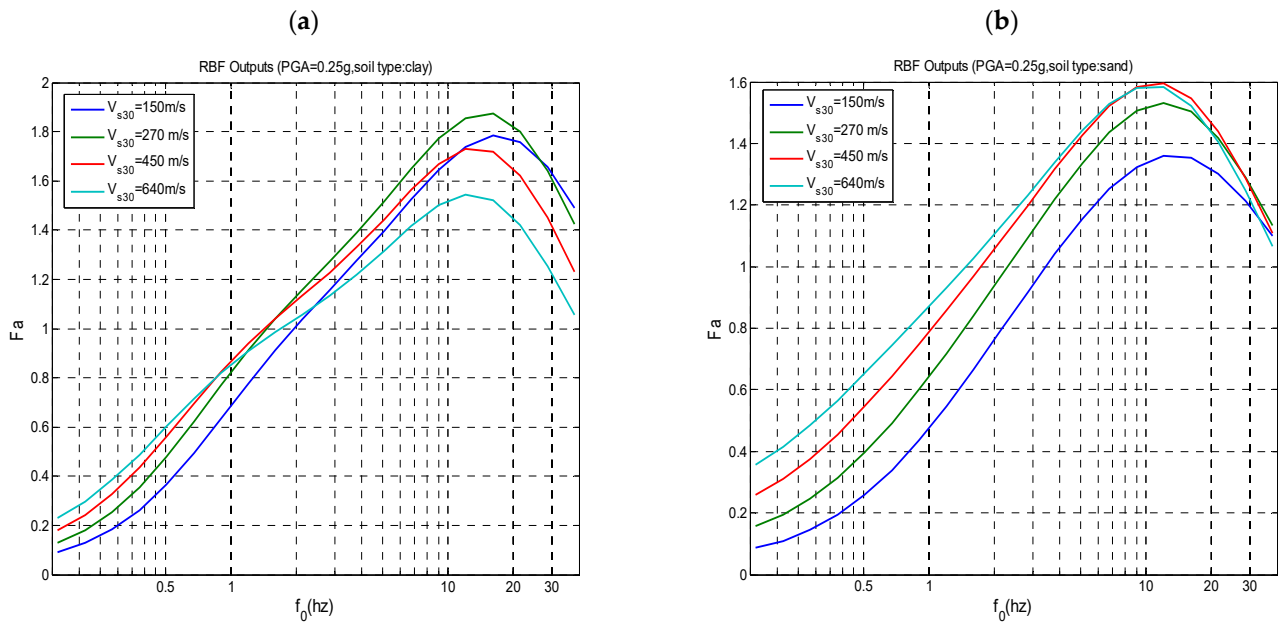 (a)
RBF Outputs (PGA=0.25g,soil type:clay)
2
1.8
1.6
1.4
1.2
1
0.8
0.6
0.4
0.2
0
Fa
Vs30=150m/s
Vs30=270 m/s
Vs30=450 m/s
Vs30=640m/s
0.5
1
10
20
30
f0(hz)
(b)
RBF Outputs (PGA=0.25g,soil type:sand)
1.6
1.4
1.2
1
0.8
0.6
0.4
0.2
0
Fa
Vs30=150m/s
Vs30=270 m/s
Vs30=450 m/s
Vs30=640m/s
0.5
1
10
20
30
f0(hz)